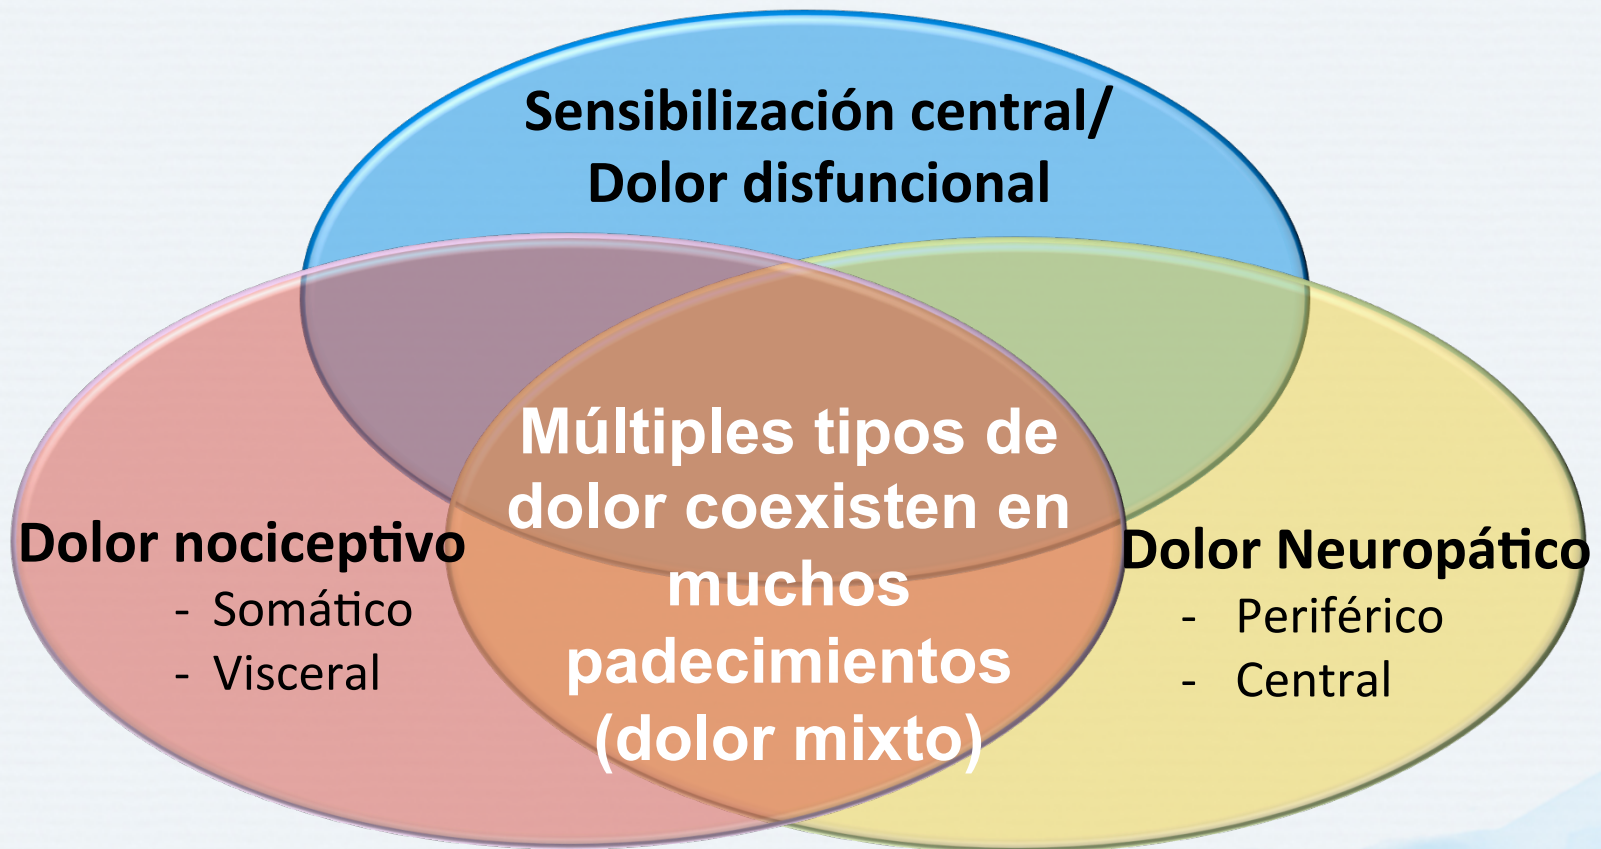 Sensibilización central/
Dolor disfuncional
Múltiples tipos de
dolor coexisten en
muchos
padecimientos
(dolor mixto)
Dolor nociceptivo
- Somático
- Visceral
Dolor Neuropático
- Periférico
- Central